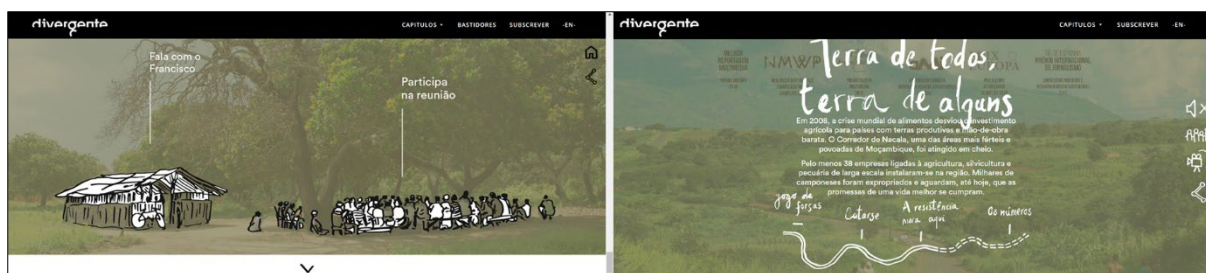 divergente
CAPITULOS
BASTIDORES
SUBSCREVER
-EN-
Fala com o
Francisco
Participa
na reunião
divergente
CAPITULOS
SUBSCREVER
-EN-
NMWP
Terra de todos,
terra de alguns
Em 2008, a crise mundial de alimentos desviou o investimento
agrícola para países com terras produtivas e mão-de-obra
barata. O Corredor de Nacala, uma das áreas mais férteis e
povoadas de Moçambique, foi atingido em cheio.
Pelo menos 38 empresas ligadas à agricultura, silvicultura e
pecuária de larga escala instalaram-se na região. Milhares de
camponeses foram expropriados e aguardam, até hoje, que as
promessas de uma vida melhor se cumpram.
jogo de
forças
Catarse
A resistência
mora aqui
Os números